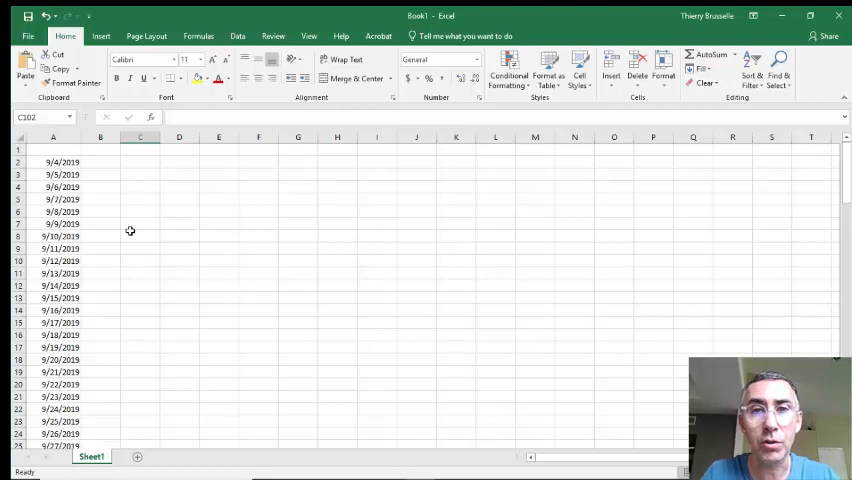 Book1 - Excel
Thierry Brusselle
File Home Insert Page Layout Formulas Data Review View Help Acrobat Tell me what you want to do Share
Paste
Cut
Copy
Format Painter
Clipboard
Calibri 11
B I U
Font
Wrap Text
Merge & Center
Alignment
General
$ % ,
Number
Conditional Formatting
Format as Table
Cell Styles
Styles
Insert
Delete
Format
Cells
AutoSum
Fill
Clear
Sort & Filter
Find & Select
Editing
C102 fx
A B C D E F G H I J K L M N O P Q R S T
1
2 9/4/2019
3 9/5/2019
4 9/6/2019
5 9/7/2019
6 9/8/2019
7 9/9/2019
8 9/10/2019
9 9/11/2019
10 9/12/2019
11 9/13/2019
12 9/14/2019
13 9/15/2019
14 9/16/2019
15 9/17/2019
16 9/18/2019
17 9/19/2019
18 9/20/2019
19 9/21/2019
20 9/22/2019
21 9/23/2019
22 9/24/2019
23 9/25/2019
24 9/26/2019
25 9/27/2019
Sheet1
Ready